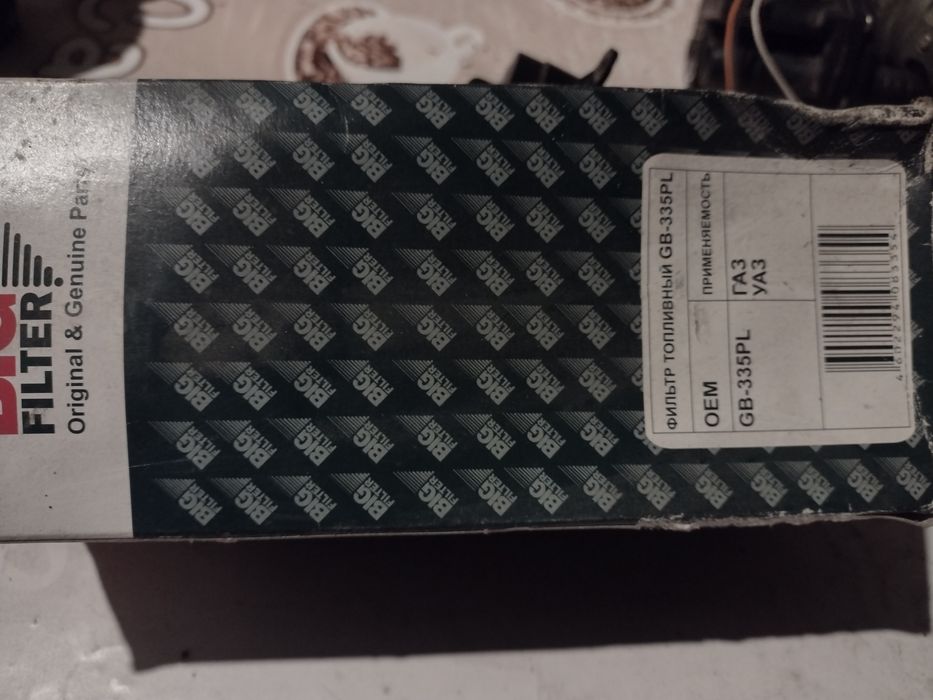 BIG
FILTER
Original & Genuine Parts
ФИЛЬТР ТОПЛИВНЫЙ GB-335PL
OEM
ПРИМЕНЯЕМОСТЬ
GB-335PL
ГАЗ
УАЗ